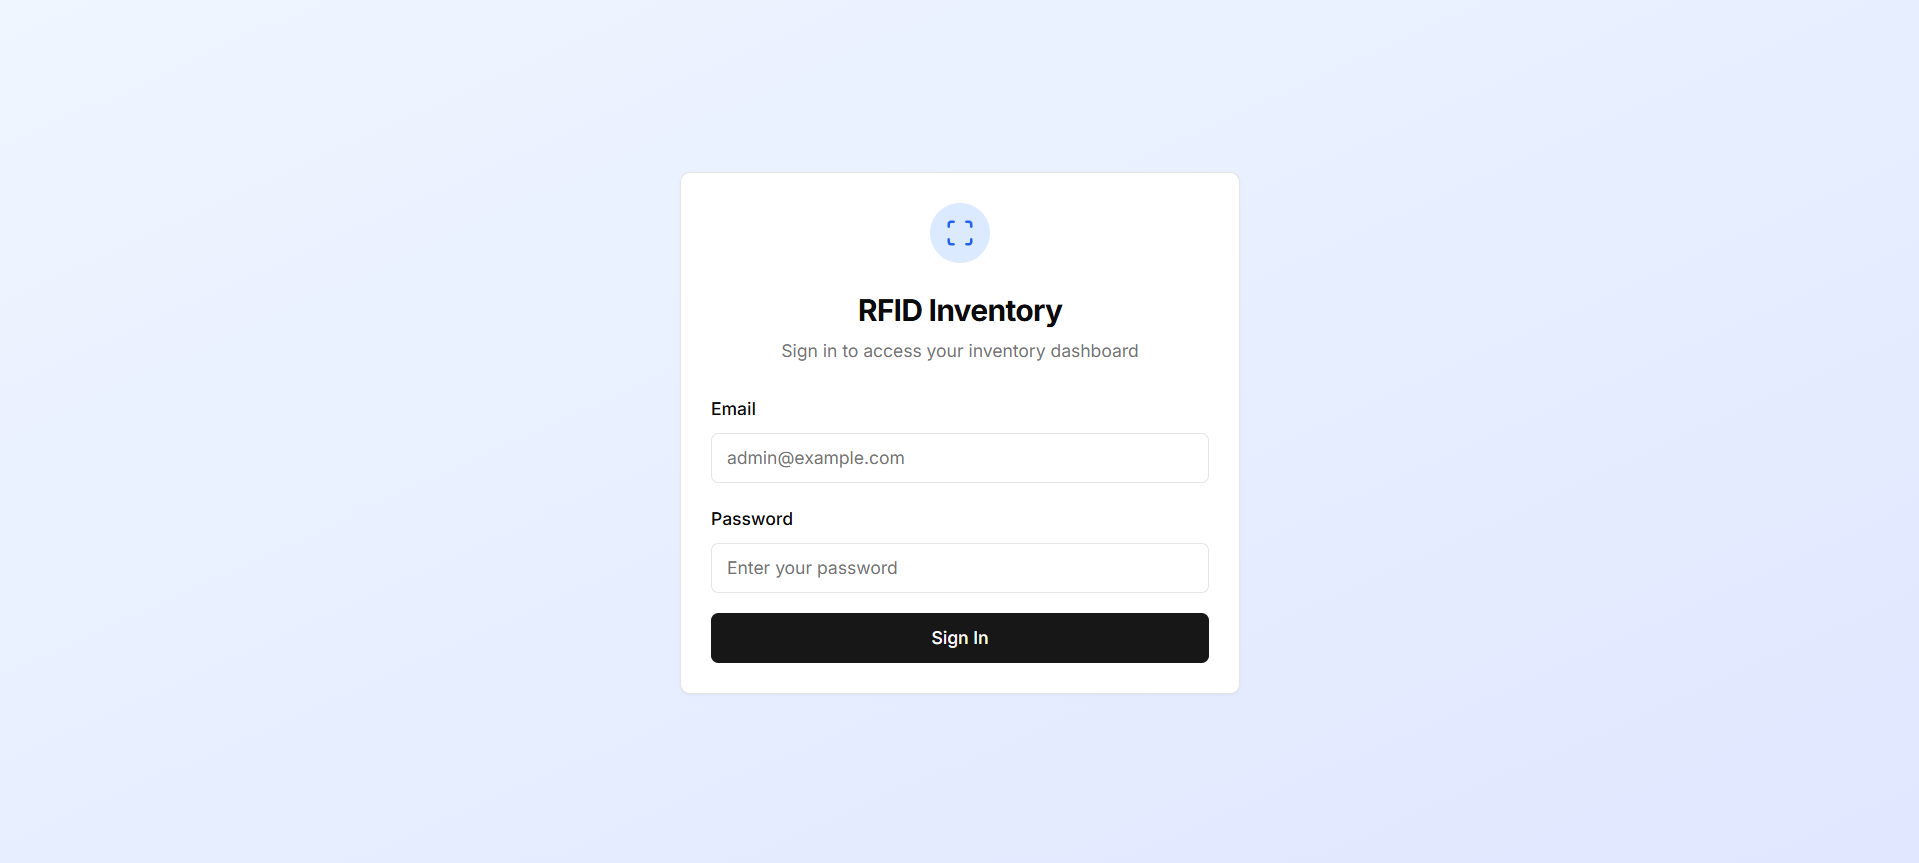 RFID Inventory
Sign in to access your inventory dashboard
Email
admin@example.com
Password
Enter your password
Sign In